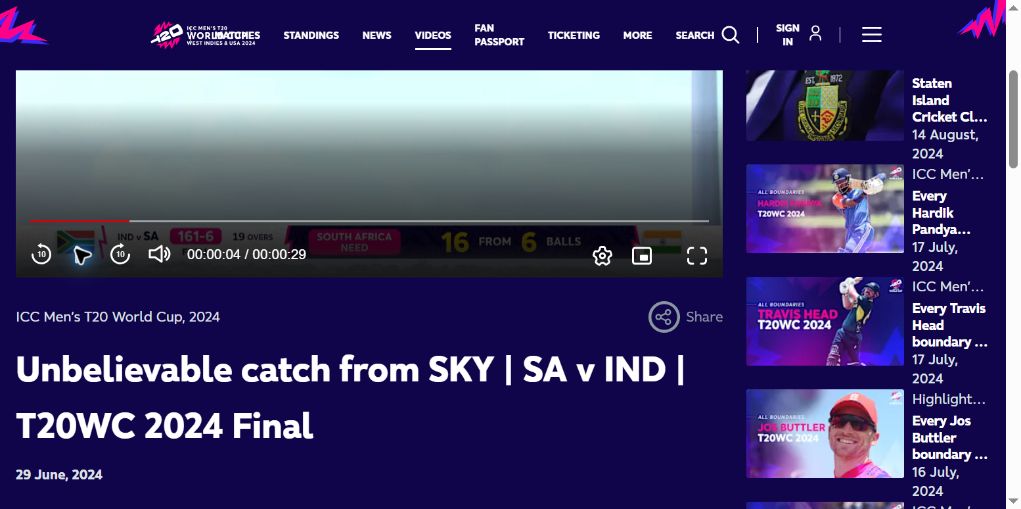 ICC MEN'S T20
WORLD CUP
WEST INDIES & USA 2024
MATCHES
STANDINGS
NEWS
VIDEOS
FAN
PASSPORT
TICKETING
MORE
SEARCH
SIGN
IN
IND v SA 161-6 19 OVERS
SOUTH AFRICA
NEED
16 FROM 6 BALLS
10
10
00:00:04 / 00:00:29
ICC Men's T20 World Cup, 2024
Share
Unbelievable catch from SKY | SA v IND |
T20WC 2024 Final
29 June, 2024
EST. 1972
Staten
Island
Cricket Cl...
14 August,
2024
ALL BOUNDARIES
HARDIK PANDYA
T20WC 2024
ICC Men'...
Every
Hardik
Pandya...
17 July,
2024
ALL BOUNDARIES
TRAVIS HEAD
T20WC 2024
ICC Men'...
Every Travis
Head
boundary ...
17 July,
2024
ALL BOUNDARIES
JOS BUTTLER
T20WC 2024
Highlight...
Every Jos
Buttler
boundary ...
16 July,
2024
ICC Men'...